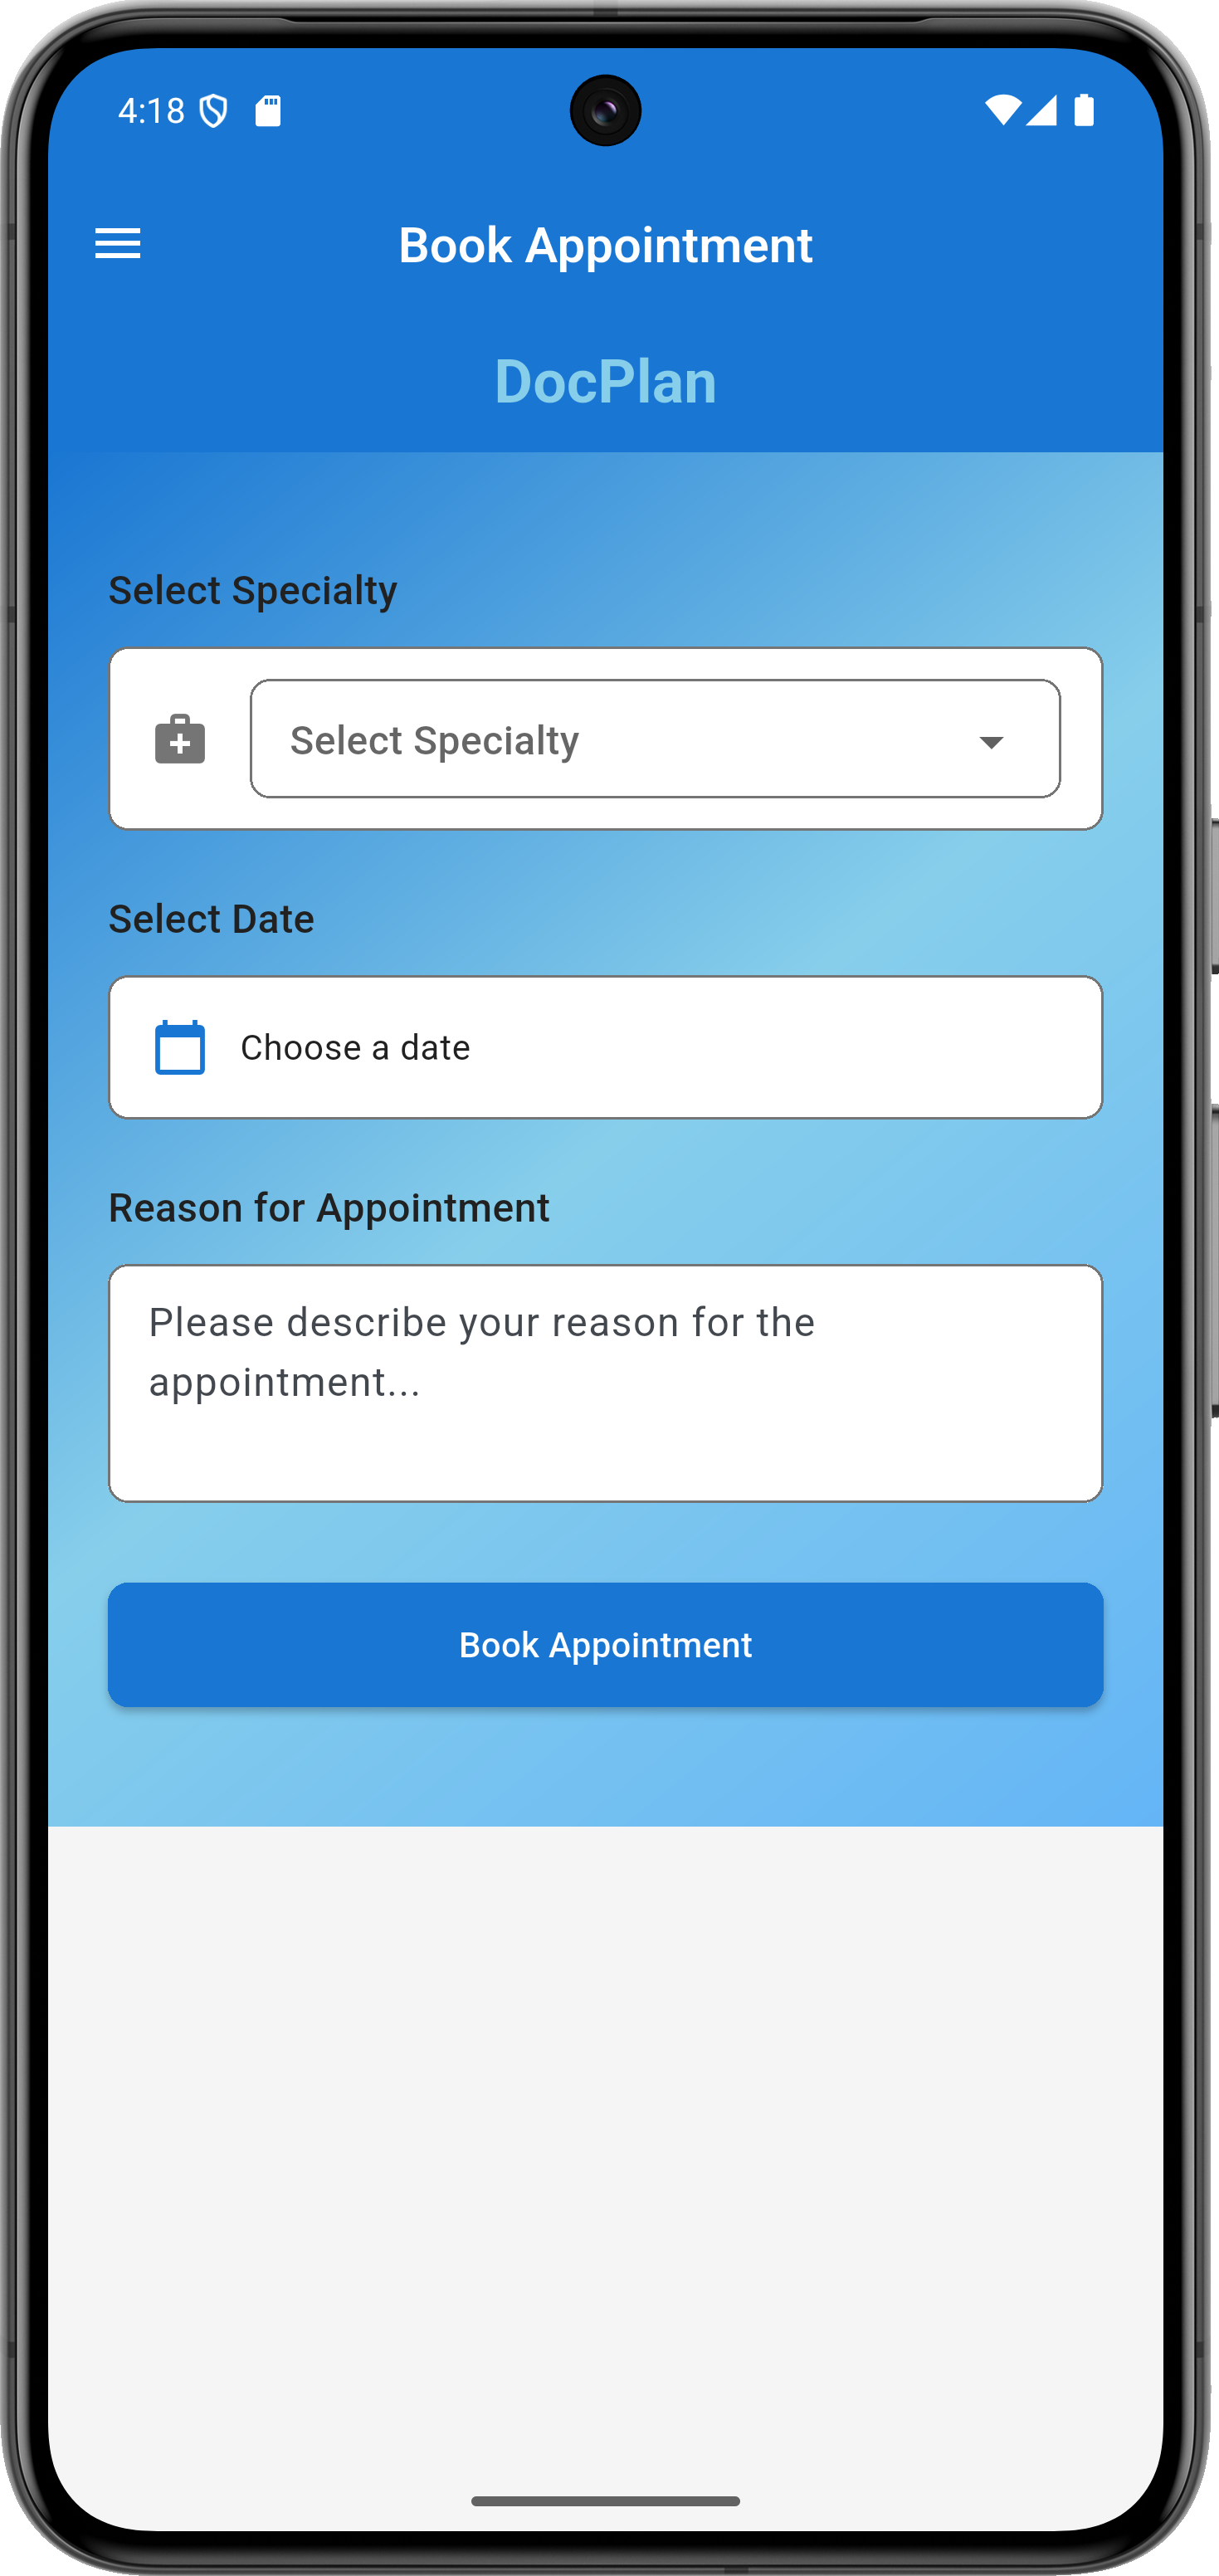 4:18
Book Appointment
DocPlan
Select Specialty
Select Specialty
Select Date
Choose a date
Reason for Appointment
Please describe your reason for the
appointment...
Book Appointment